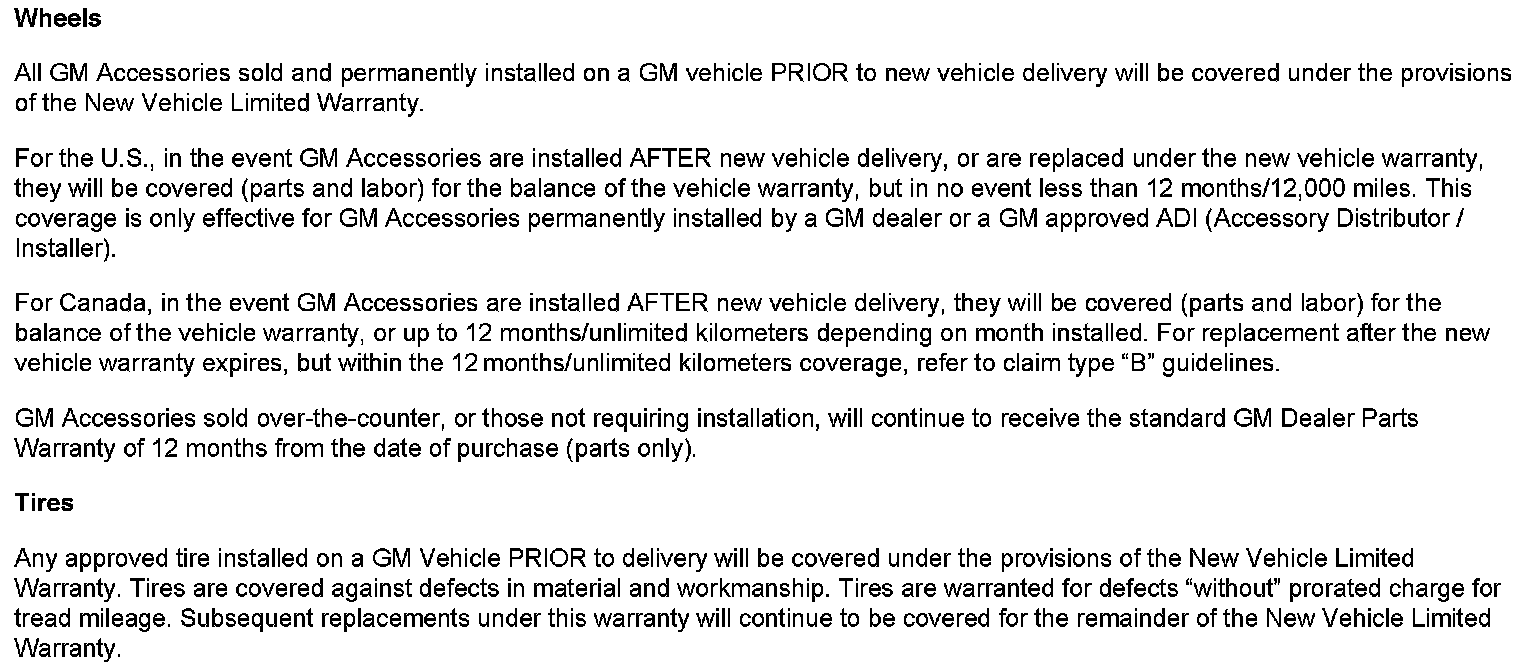 Wheels
All GM Accessories sold and permanently installed on a GM vehicle PRIOR to new vehicle delivery will be covered under the provisions
of the New Vehicle Limited Warranty.
For the U.S., in the event GM Accessories are installed AFTER new vehicle delivery, or are replaced under the new vehicle warranty,
they will be covered (parts and labor) for the balance of the vehicle warranty, but in no event less than 12 months/12,000 miles. This
coverage is only effective for GM Accessories permanently installed by a GM dealer or a GM approved ADI (Accessory Distributor /
Installer).
For Canada, in the event GM Accessories are installed AFTER new vehicle delivery, they will be covered (parts and labor) for the
balance of the vehicle warranty, or up to 12 months/unlimited kilometers depending on month installed. For replacement after the new
vehicle warranty expires, but within the 12 months/unlimited kilometers coverage, refer to claim type “B” guidelines.
GM Accessories sold over-the-counter, or those not requiring installation, will continue to receive the standard GM Dealer Parts
Warranty of 12 months from the date of purchase (parts only).
Tires
Any approved tire installed on a GM Vehicle PRIOR to delivery will be covered under the provisions of the New Vehicle Limited
Warranty. Tires are covered against defects in material and workmanship. Tires are warranted for defects “without” prorated charge for
tread mileage. Subsequent replacements under this warranty will continue to be covered for the remainder of the New Vehicle Limited
Warranty.